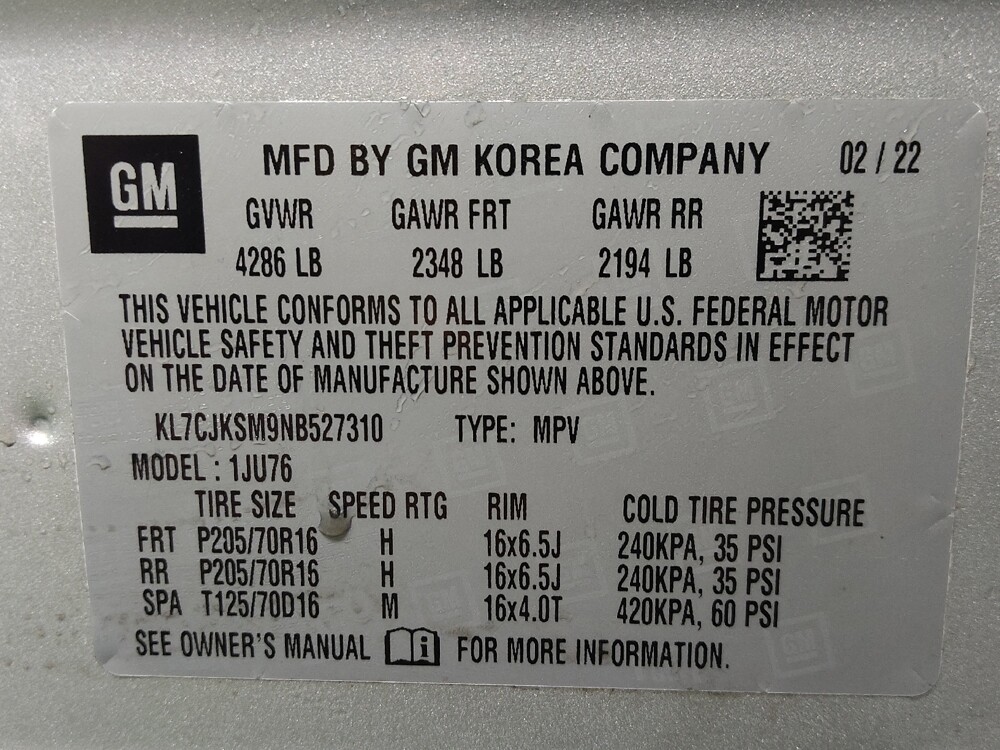 GM
MFD BY GM KOREA COMPANY 02 / 22
GVWR GAWR FRT GAWR RR
4286 LB 2348 LB 2194 LB
THIS VEHICLE CONFORMS TO ALL APPLICABLE U.S. FEDERAL MOTOR
VEHICLE SAFETY AND THEFT PREVENTION STANDARDS IN EFFECT
ON THE DATE OF MANUFACTURE SHOWN ABOVE.
KL7CJKSM9NB527310 TYPE: MPV
MODEL : 1JU76
TIRE SIZE SPEED RTG RIM COLD TIRE PRESSURE
FRT P205/70R16 H 16x6.5J 240KPA, 35 PSI
RR P205/70R16 H 16x6.5J 240KPA, 35 PSI
SPA T125/70D16 M 16x4.0T 420KPA, 60 PSI
SEE OWNER'S MANUAL i FOR MORE INFORMATION.